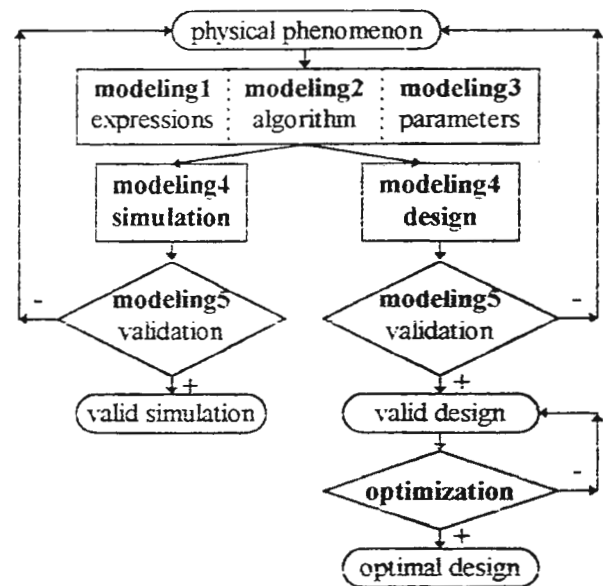 physical phenomenon
modeling1 modeling2 modeling3
expressions algorithm parameters
modeling4 modeling4
simulation design
- modeling5 modeling5 -
validation validation
+ +
valid simulation valid design
optimization -
+
optimal design